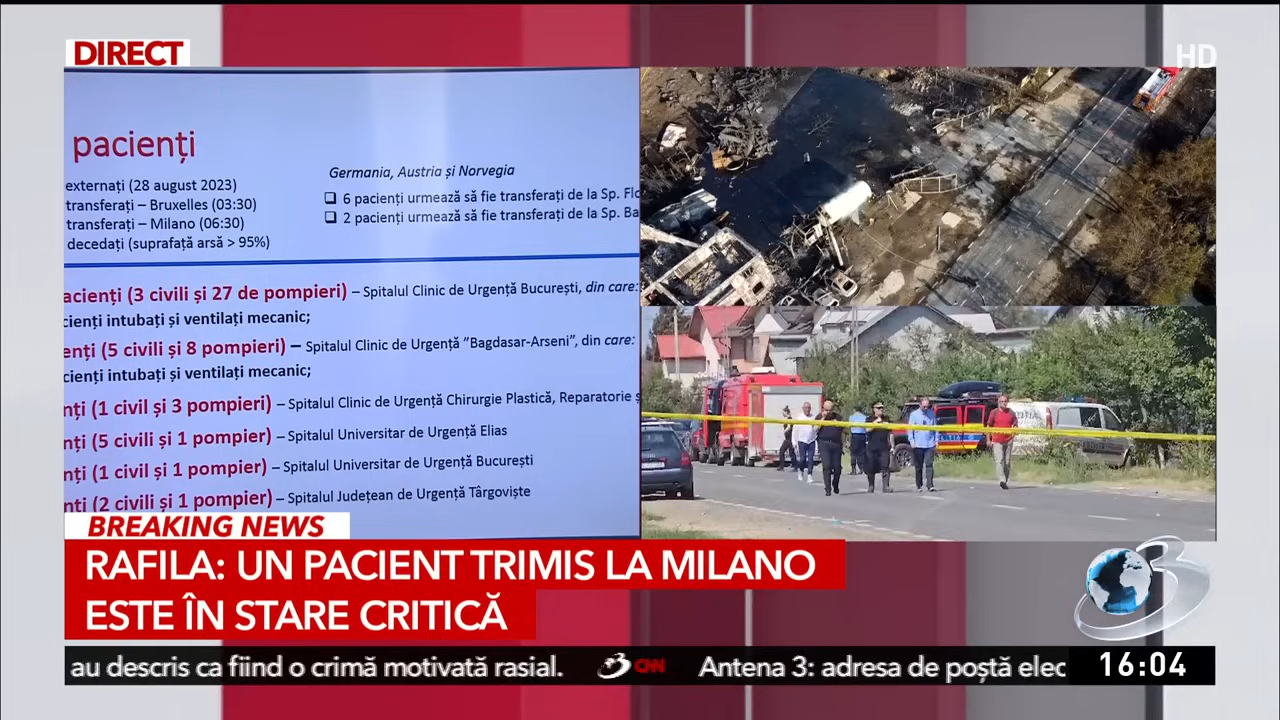 DIRECT
HD
pacienți
externați (28 august 2023)
transferați – Bruxelles (03:30)
transferați – Milano (06:30)
decedați (suprafață arsă > 95%)
Germania, Austria și Norvegia
6 pacienți urmează să fie transferați de la Sp. Flo
2 pacienți urmează să fie transferați de la Sp. Ba
acienți (3 civili și 27 de pompieri) – Spitalul Clinic de Urgență București, din care:
cienți intubați și ventilați mecanic;
enți (5 civili și 8 pompieri) – Spitalul Clinic de Urgență ”Bagdasar-Arseni”, din care:
cienți intubați și ventilați mecanic;
nți (1 civil și 3 pompieri) – Spitalul Clinic de Urgență Chirurgie Plastică, Reparatorie ș
nți (5 civili și 1 pompier) – Spitalul Universitar de Urgență Elias
nți (1 civil și 1 pompier) – Spitalul Universitar de Urgență București
nți (2 civili și 1 pompier) – Spitalul Județean de Urgență Târgoviște
BREAKING NEWS
RAFILA: UN PACIENT TRIMIS LA MILANO
ESTE ÎN STARE CRITICĂ
3
au descris ca fiind o crimă motivată rasial. 3 CNN Antena 3: adresa de poștă elec
16:04